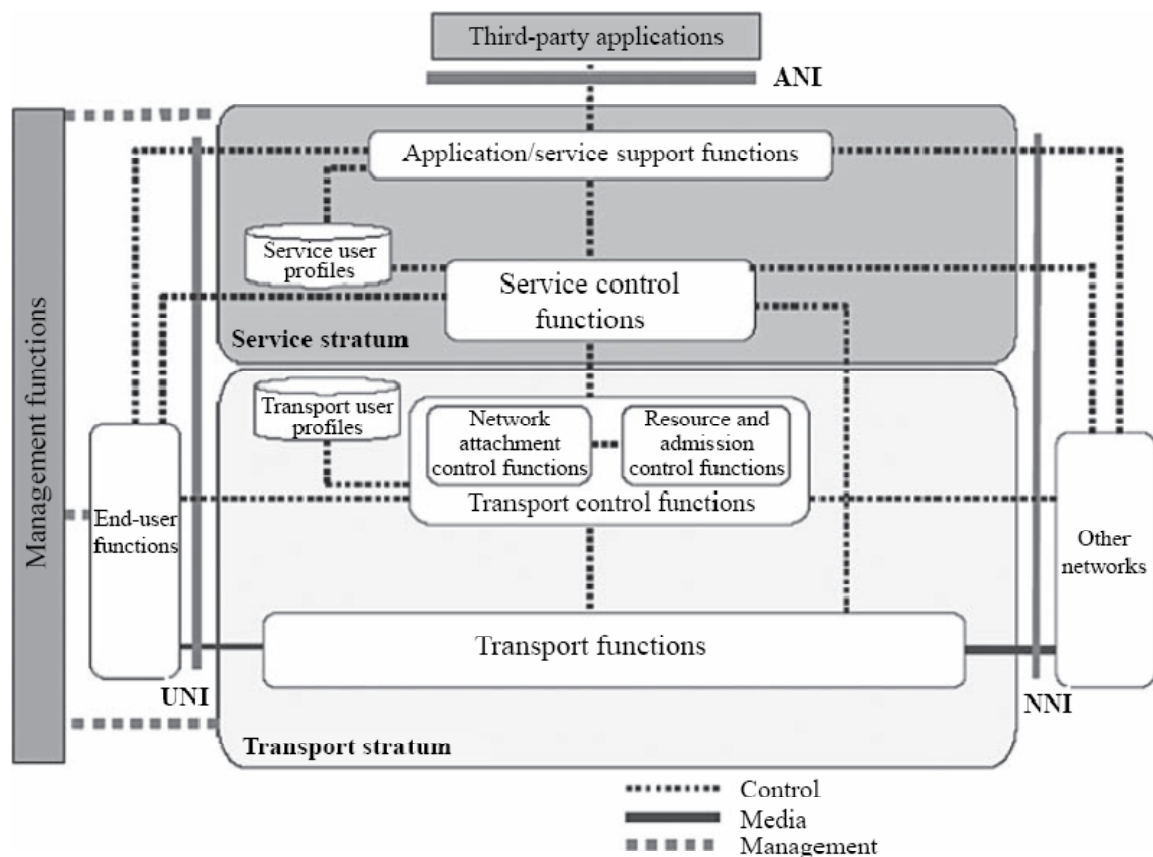 Third-party applications
ANI
Application/service support functions
Service user
profiles
Service control
functions
Service stratum
Management functions
Transport user
profiles
Network
attachment
control functions
Resource and
admission
control functions
Transport control functions
End-user
functions
Other
networks
Transport functions
UNI
NNI
Transport stratum
Control
Media
Management